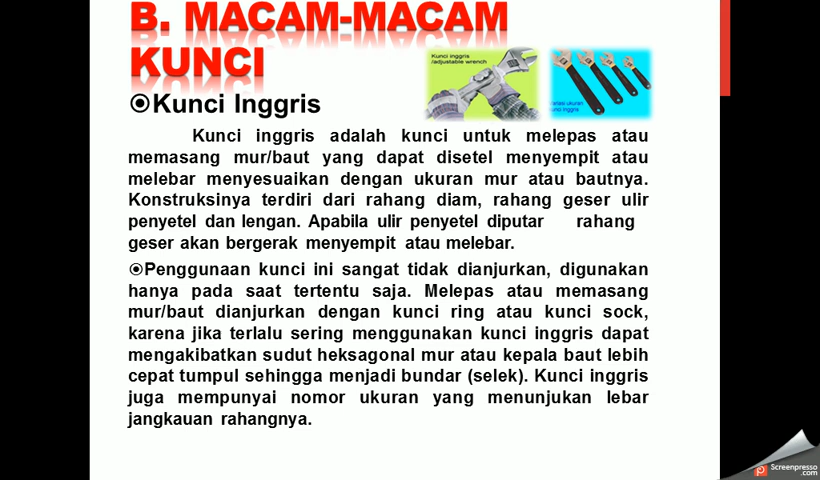 B. MACAM-MACAM
KUNCI
Kunci inggris
/adjustable wrench
ariasi ukuran
unci inggris
Kunci Inggris
Kunci inggris adalah kunci untuk melepas atau
memasang mur/baut yang dapat disetel menyempit atau
melebar menyesuaikan dengan ukuran mur atau bautnya.
Konstruksinya terdiri dari rahang diam, rahang geser ulir
penyetel dan lengan. Apabila ulir penyetel diputar rahang
geser akan bergerak menyempit atau melebar.
Penggunaan kunci ini sangat tidak dianjurkan, digunakan
hanya pada saat tertentu saja. Melepas atau memasang
mur/baut dianjurkan dengan kunci ring atau kunci sock,
karena jika terlalu sering menggunakan kunci inggris dapat
mengakibatkan sudut heksagonal mur atau kepala baut lebih
cepat tumpul sehingga menjadi bundar (selek). Kunci inggris
juga mempunyai nomor ukuran yang menunjukan lebar
jangkauan rahangnya.
Screenpresso
.com